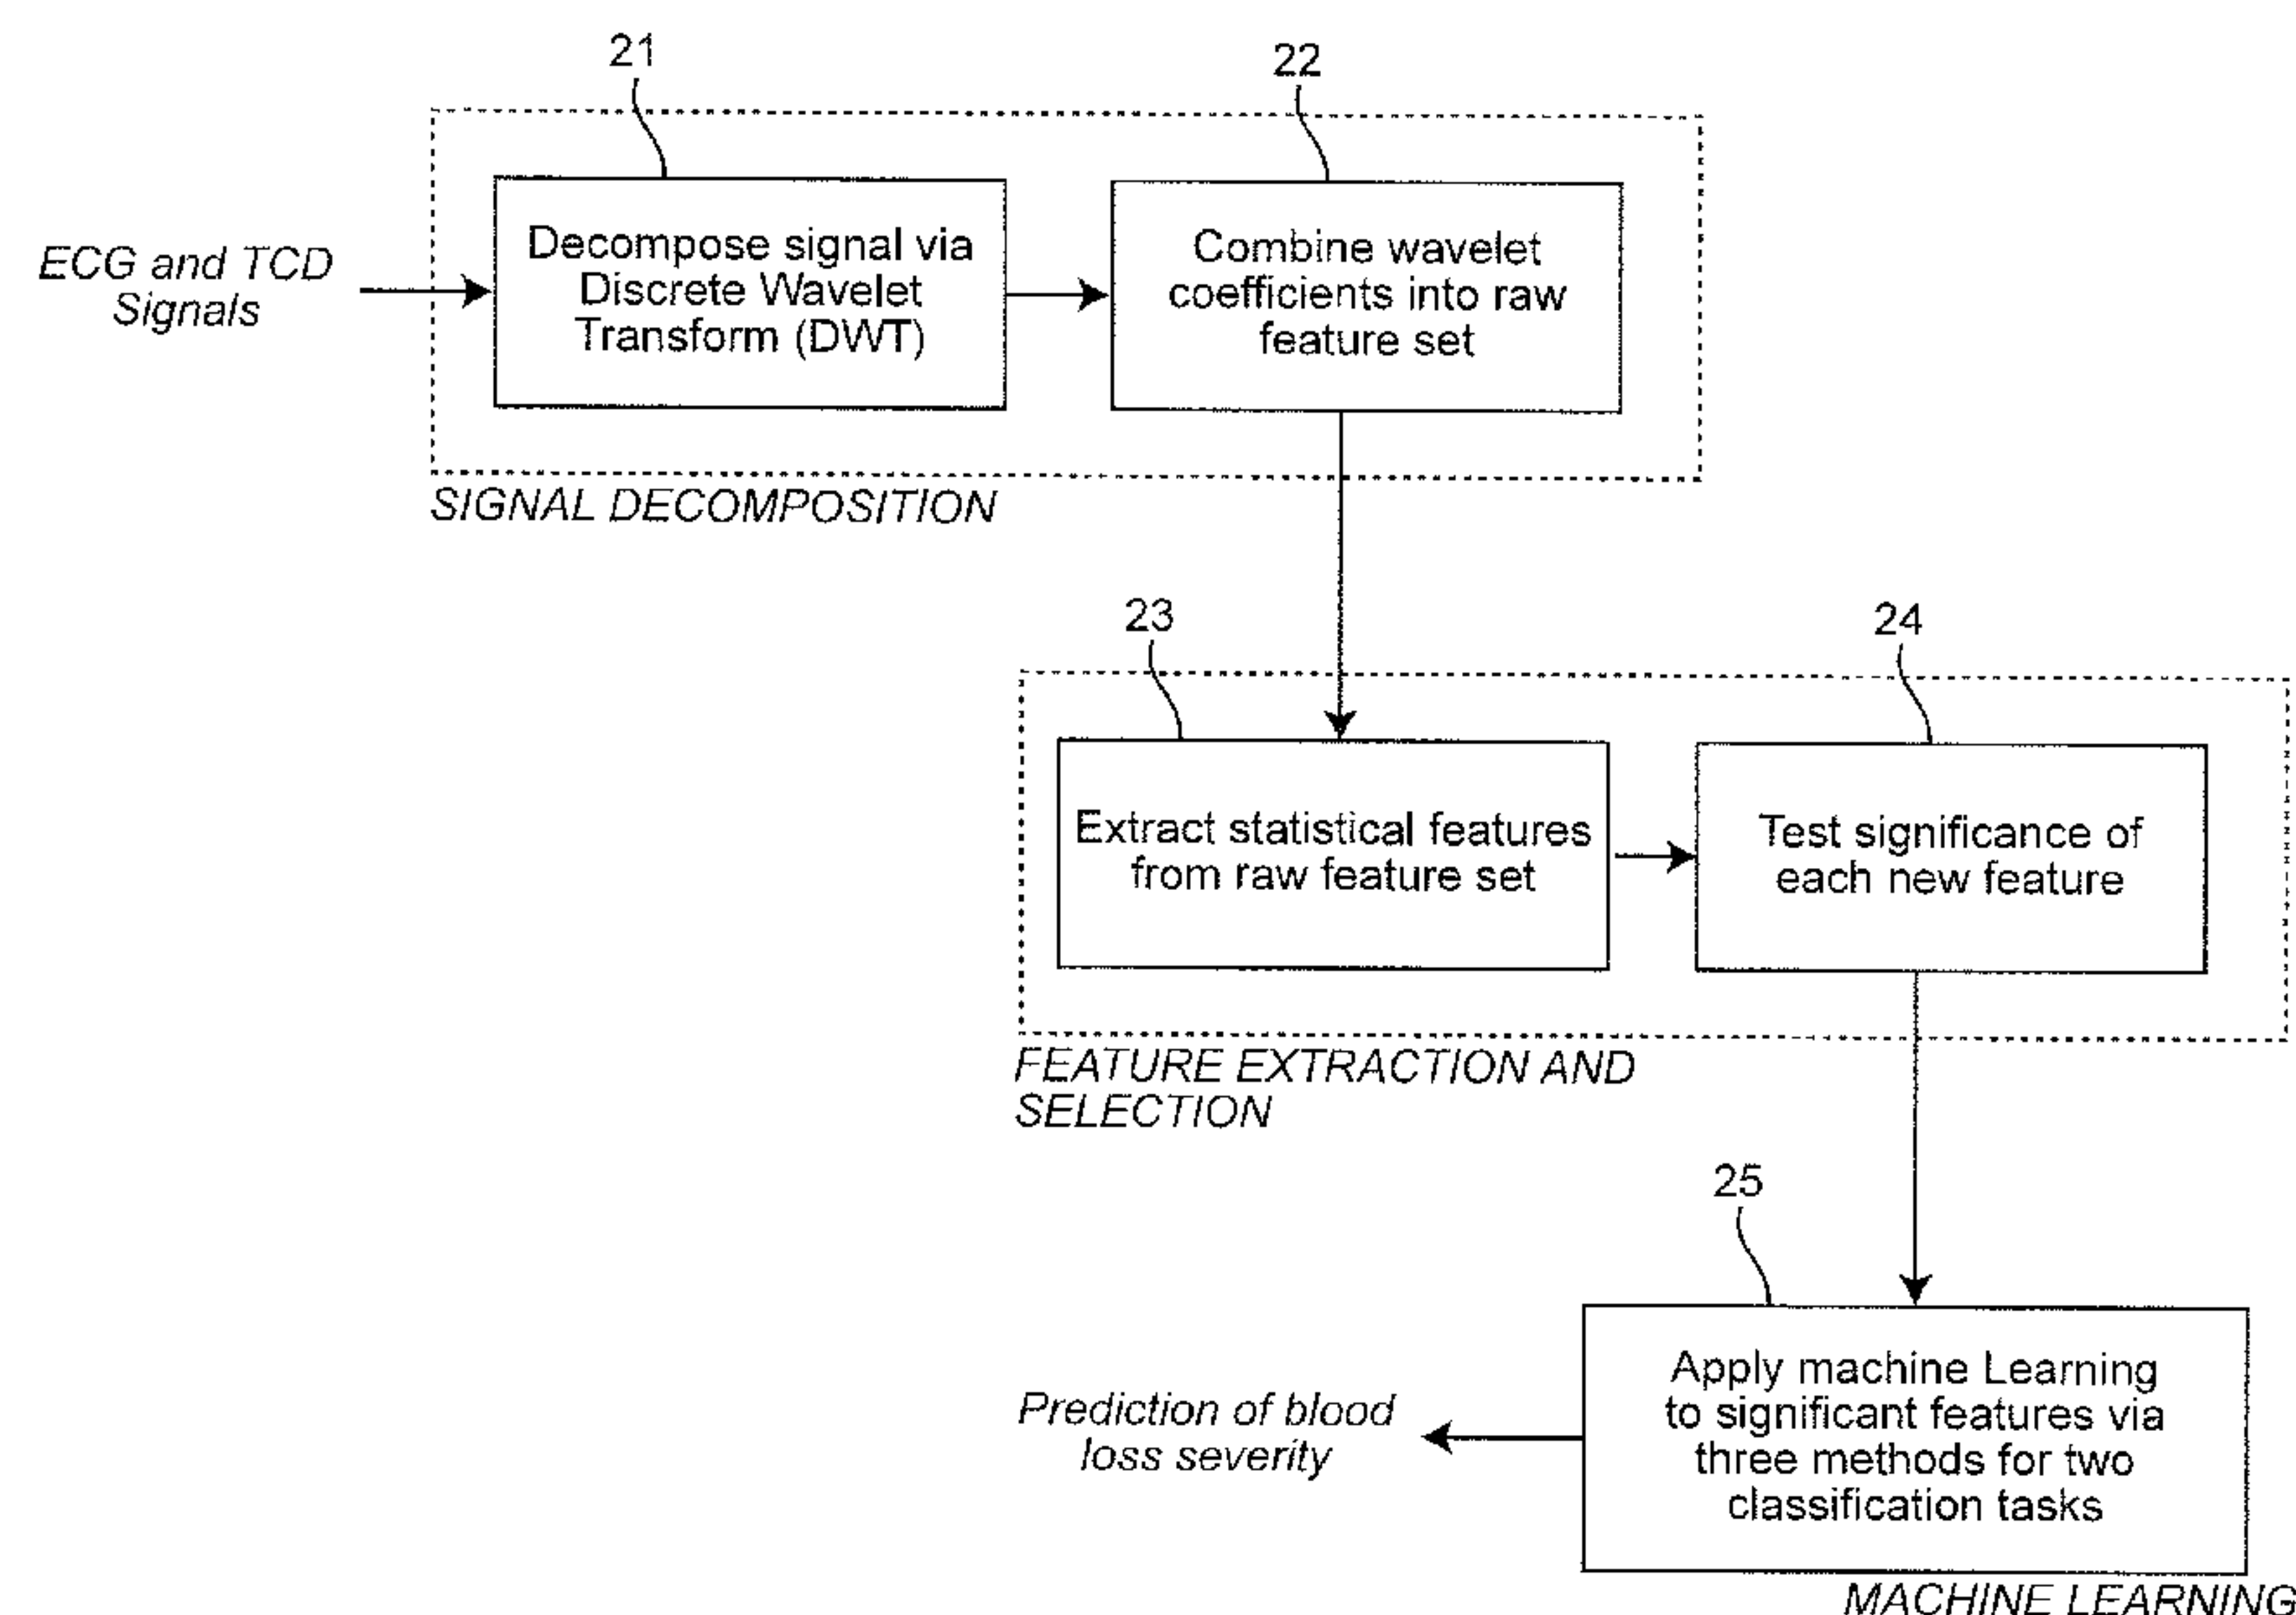 21
22
ECG and TCD
Signals
Decompose signal via
Discrete Wavelet
Transform (DWT)
Combine wavelet
coefficients into raw
feature set
SIGNAL DECOMPOSITION
23
24
Extract statistical features
from raw feature set
Test significance of
each new feature
FEATURE EXTRACTION AND
SELECTION
25
Apply machine Learning
to significant features via
three methods for two
classification tasks
Prediction of blood
loss severity
MACHINE LEARNING